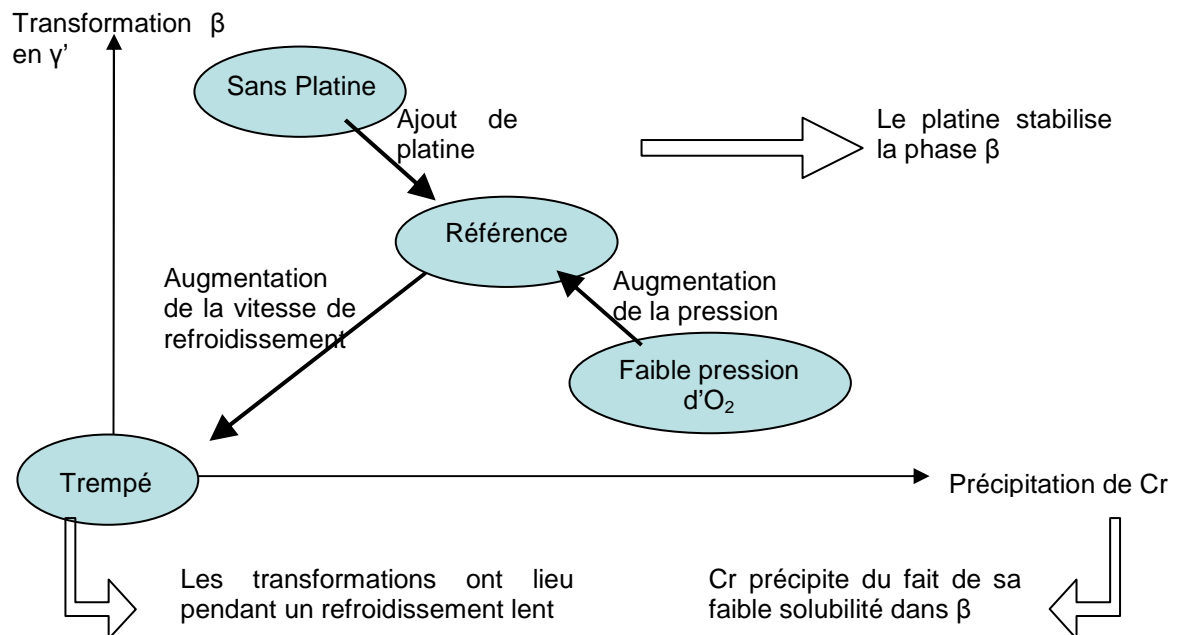 Transformation β
en γ’
Sans Platine
Ajout de
platine
Le platine stabilise
la phase β
Référence
Augmentation
de la vitesse de
refroidissement
Augmentation
de la pression
Faible pression
d’O₂
Trempé
Précipitation de Cr
Les transformations ont lieu
pendant un refroidissement lent
Cr précipite du fait de sa
faible solubilité dans β